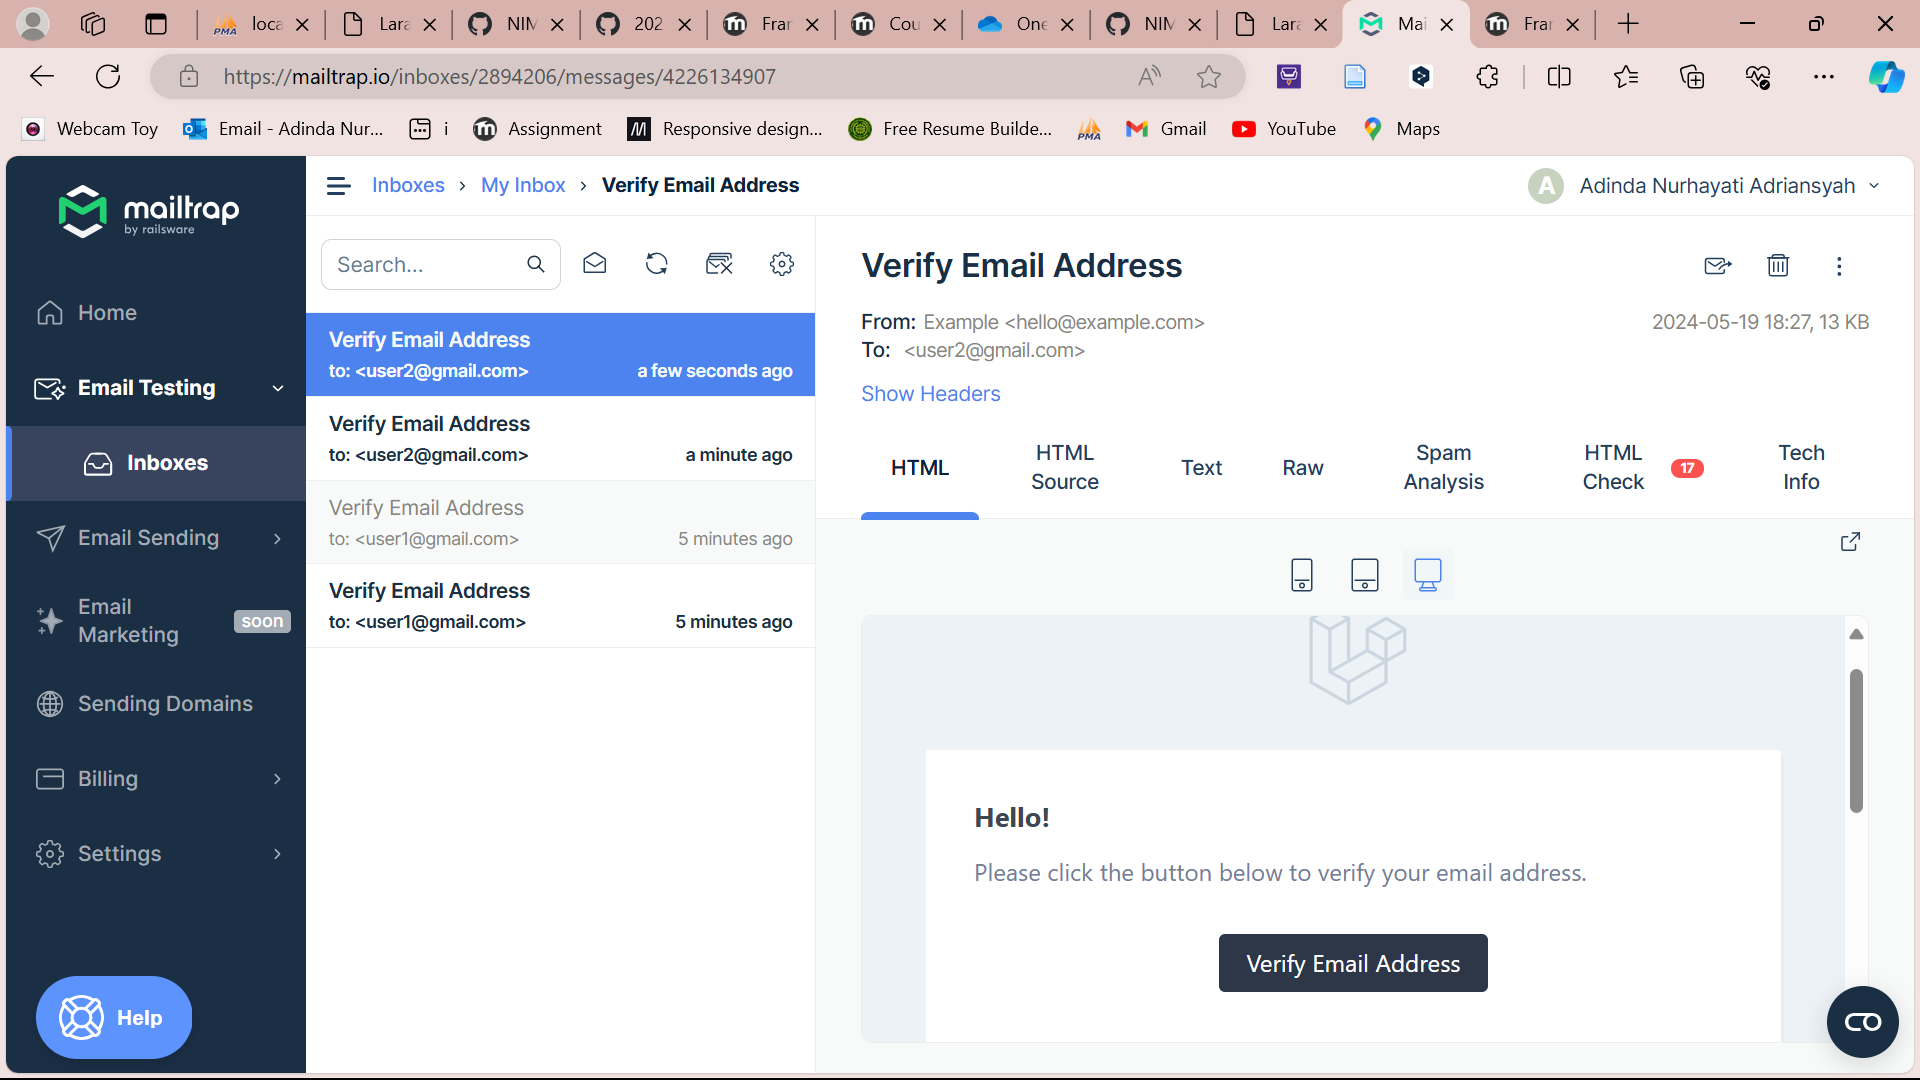 loca
Lara
NIM
202
Fran
Cou
One
NIM
Lara
Mai
Fran
https://mailtrap.io/inboxes/2894206/messages/4226134907
Webcam Toy
Email - Adinda Nur...
i
Assignment
Responsive design...
Free Resume Builde...
PMA
Gmail
YouTube
Maps
mailtrap
by railsware
Inboxes › My Inbox › Verify Email Address
A
Adinda Nurhayati Adriansyah
Home
Email Testing
Inboxes
Email Sending
Email
Marketing
soon
Sending Domains
Billing
Settings
Help
Search...
Verify Email Address
to: <user2@gmail.com> a few seconds ago
Verify Email Address
to: <user2@gmail.com> a minute ago
Verify Email Address
to: <user1@gmail.com> 5 minutes ago
Verify Email Address
to: <user1@gmail.com> 5 minutes ago
Verify Email Address
From: Example <hello@example.com>
2024-05-19 18:27, 13 KB
To: <user2@gmail.com>
Show Headers
HTML
HTML
Source
Text
Raw
Spam
Analysis
HTML
Check
17
Tech
Info
Hello!
Please click the button below to verify your email address.
Verify Email Address